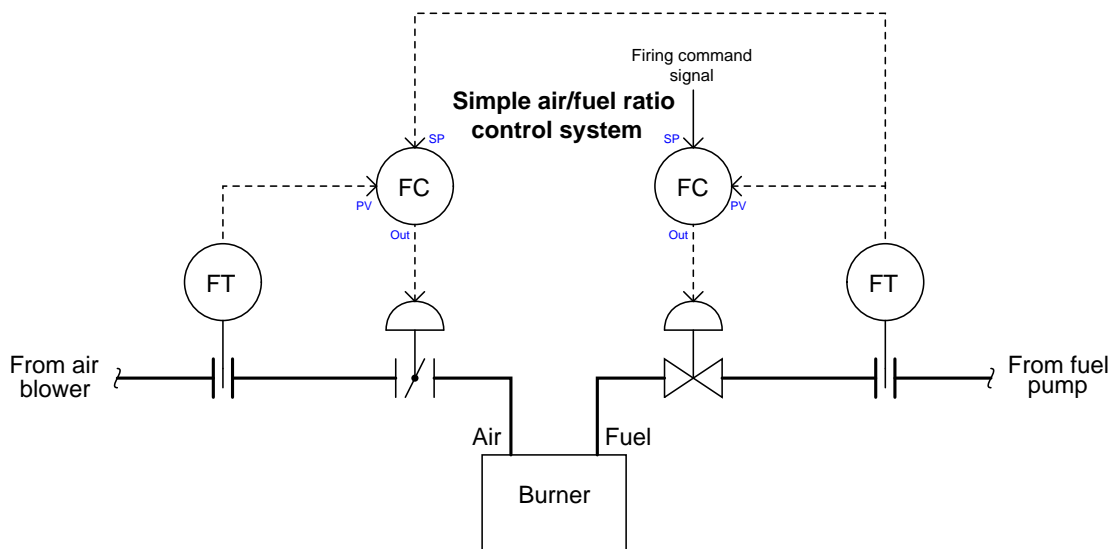 Firing command
signal
Simple air/fuel ratio
control system
SP
SP
FC
FC
PV
PV
Out
Out
FT
FT
From air
blower
From fuel
pump
Air
Fuel
Burner